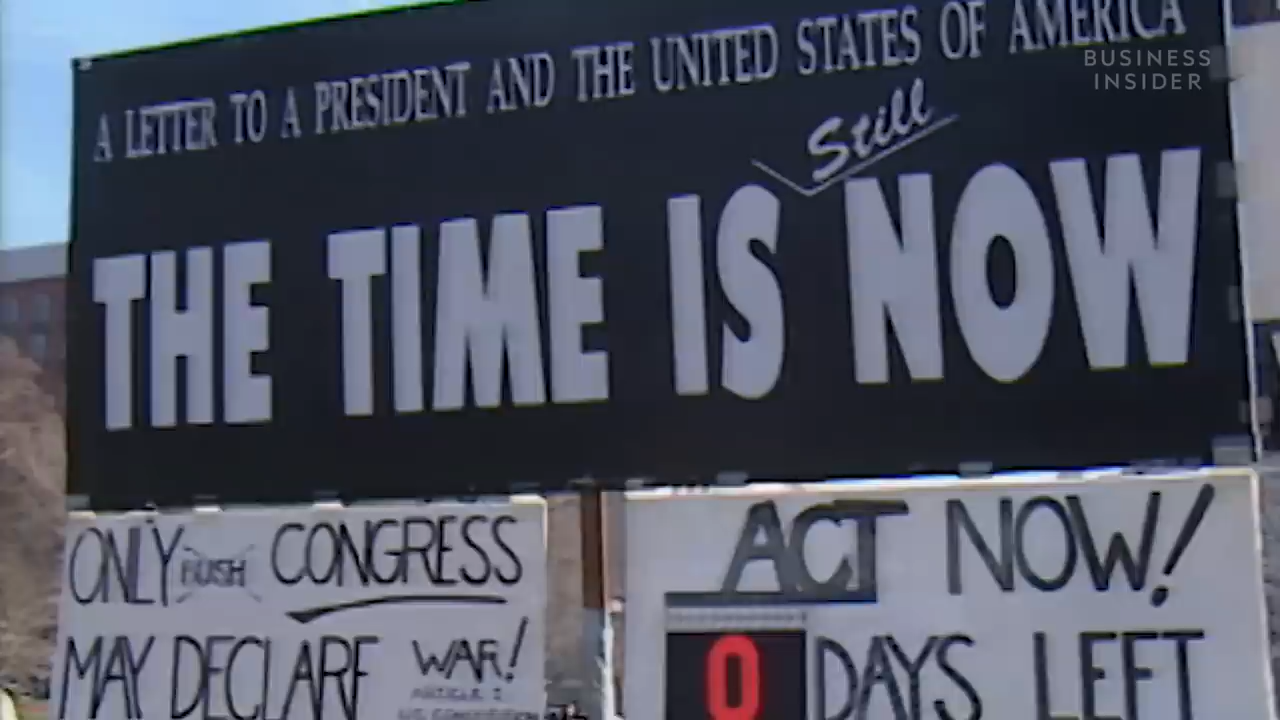 A LETTER TO A PRESIDENT AND THE UNITED STATES OF AMERICA
BUSINESS
INSIDER
Still
THE TIME IS NOW
ONLY BUSH CONGRESS
MAY DECLARE WAR!
ARTICLE I
ACT NOW!
0 DAYS LEFT